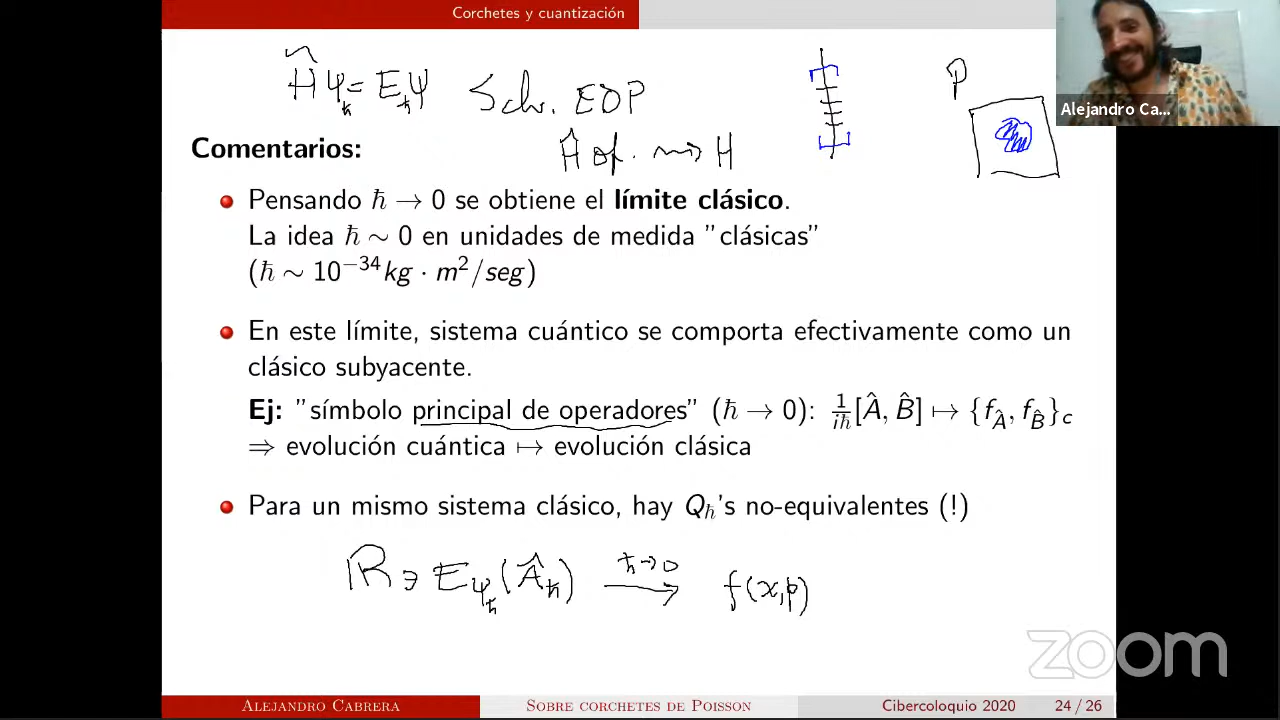 Corchetes y cuantización
Ĥψ_ħ = E_ħψ Schr. EDP
P
Alejandro Ca...
Ĥ op. ⇝ H
Comentarios:
Pensando ħ → 0 se obtiene el límite clásico.
La idea ħ ∼ 0 en unidades de medida "clásicas"
(ħ ∼ 10⁻³⁴kg · m²/seg)
En este límite, sistema cuántico se comporta efectivamente como un
clásico subyacente.
Ej: "símbolo principal de operadores" (ħ → 0): 1/(iħ)[Â, B̂] ↦ {f_Â, f_B̂}_c
⇒ evolución cuántica ↦ evolución clásica
Para un mismo sistema clásico, hay Q_ħ's no-equivalentes (!)
ℝ ∋ E_ψ_ħ(Â_ħ) ħ→0 → f(x,p)
zoom
Alejandro Cabrera Sobre corchetes de Poisson Cibercoloquio 2020 24 / 26